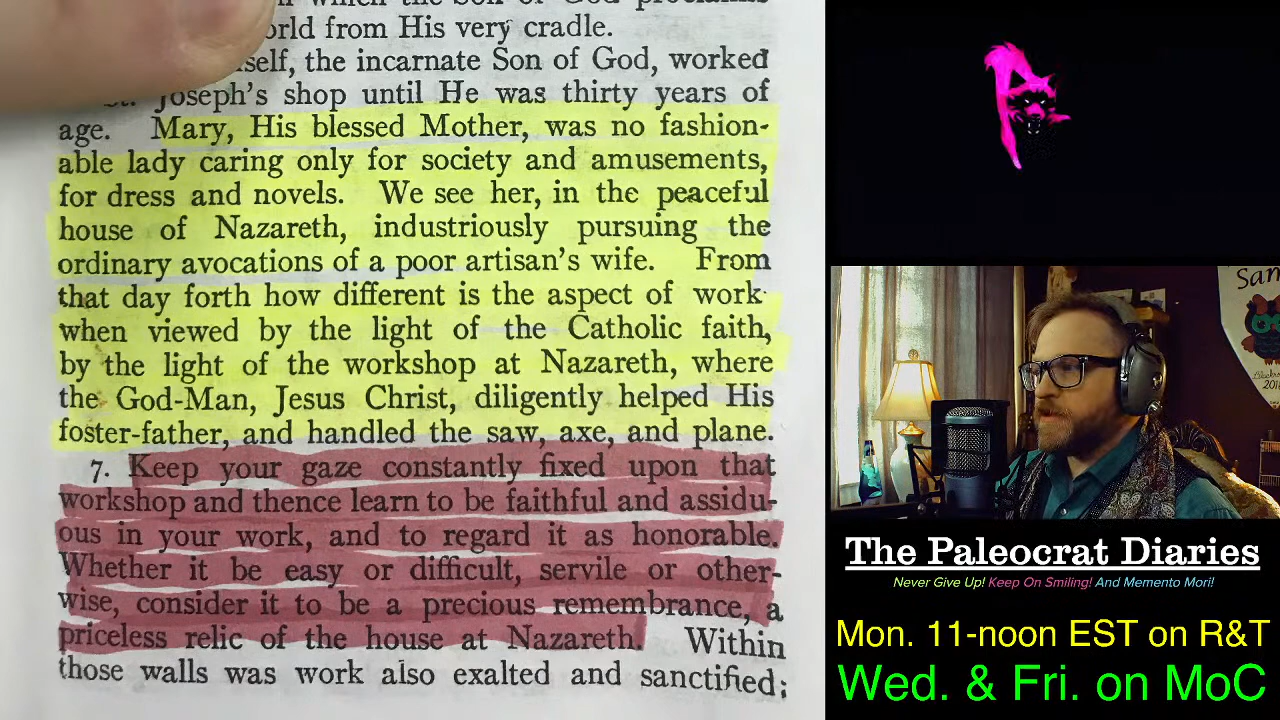 orld from His very cradle.
self, the incarnate Son of God, worked
Joseph's shop until He was thirty years of
age. Mary, His blessed Mother, was no fashion-
able lady caring only for society and amusements,
for dress and novels. We see her, in the peaceful
house of Nazareth, industriously pursuing the
ordinary avocations of a poor artisan's wife. From
that day forth how different is the aspect of work
when viewed by the light of the Catholic faith,
by the light of the workshop at Nazareth, where
the God-Man, Jesus Christ, diligently helped His
foster-father, and handled the saw, axe, and plane.
7. Keep your gaze constantly fixed upon that
workshop and thence learn to be faithful and assidu-
ous in your work, and to regard it as honorable.
Whether it be easy or difficult, servile or other-
wise, consider it to be a precious remembrance, a
priceless relic of the house at Nazareth. Within
those walls was work also exalted and sanctified;
San
The Paleocrat Diaries
Never Give Up! Keep On Smiling! And Memento Mori!
Mon. 11-noon EST on R&T
Wed. & Fri. on MoC